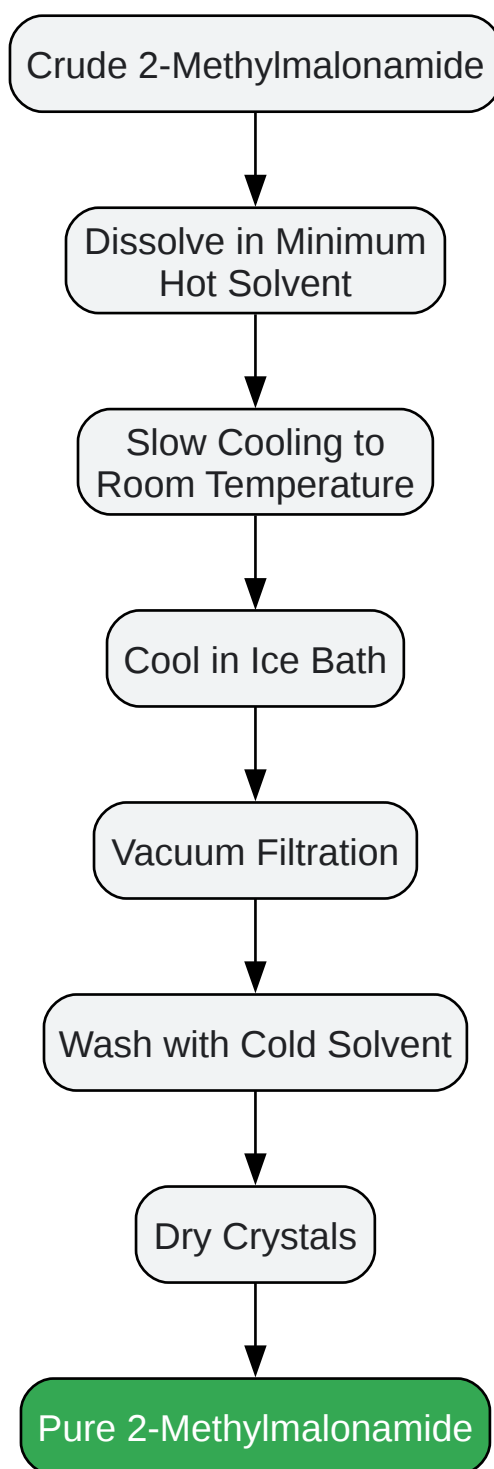 Crude 2-Methylmalonamide
Dissolve in Minimum
Hot Solvent
Slow Cooling to
Room Temperature
Cool in Ice Bath
Vacuum Filtration
Wash with Cold Solvent
Dry Crystals
Pure 2-Methylmalonamide